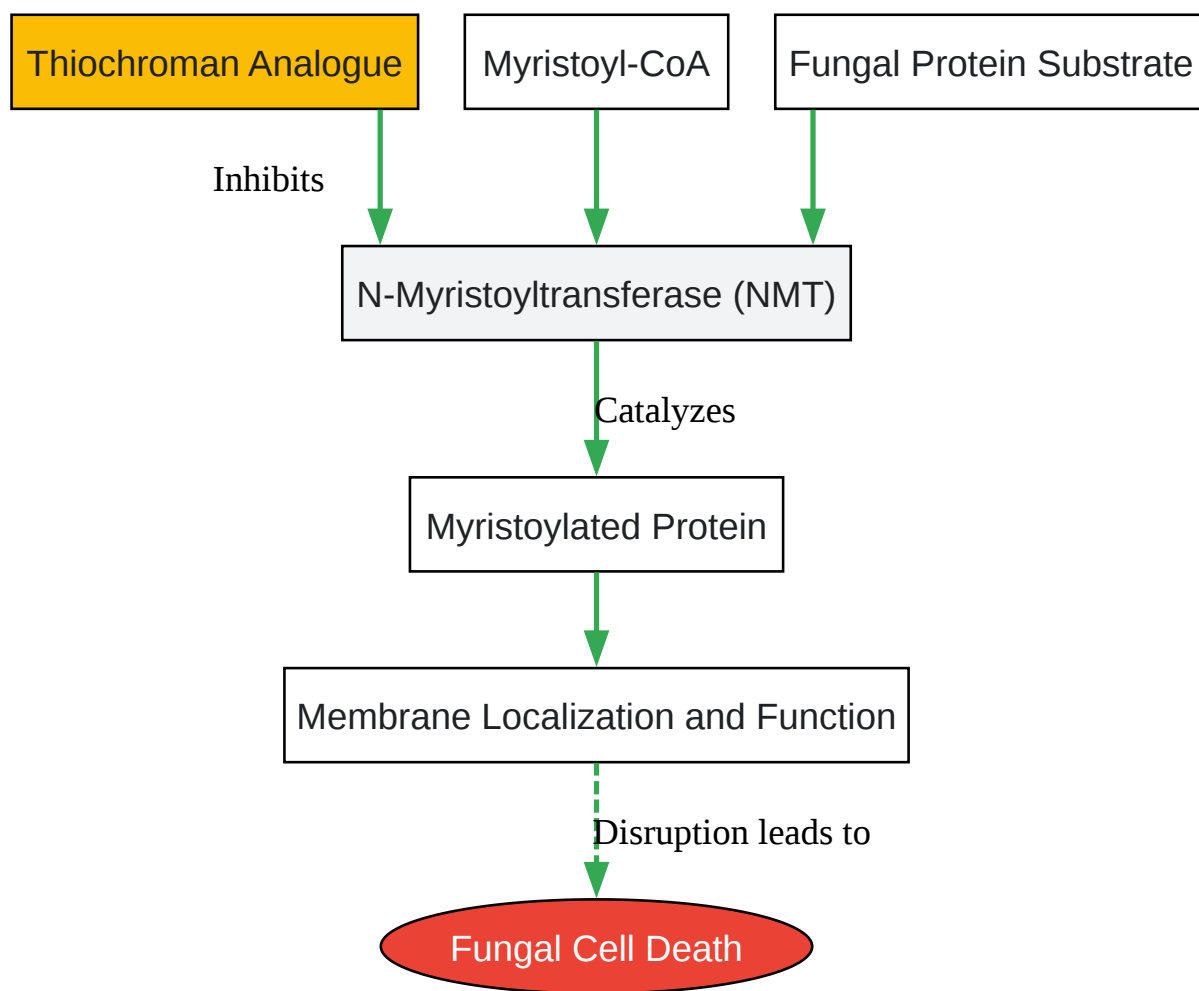 Thiochroman Analogue
Myristoyl-CoA
Fungal Protein Substrate
Inhibits
N-Myristoyltransferase (NMT)
Catalyzes
Myristoylated Protein
Membrane Localization and Function
Disruption leads to
Fungal Cell Death